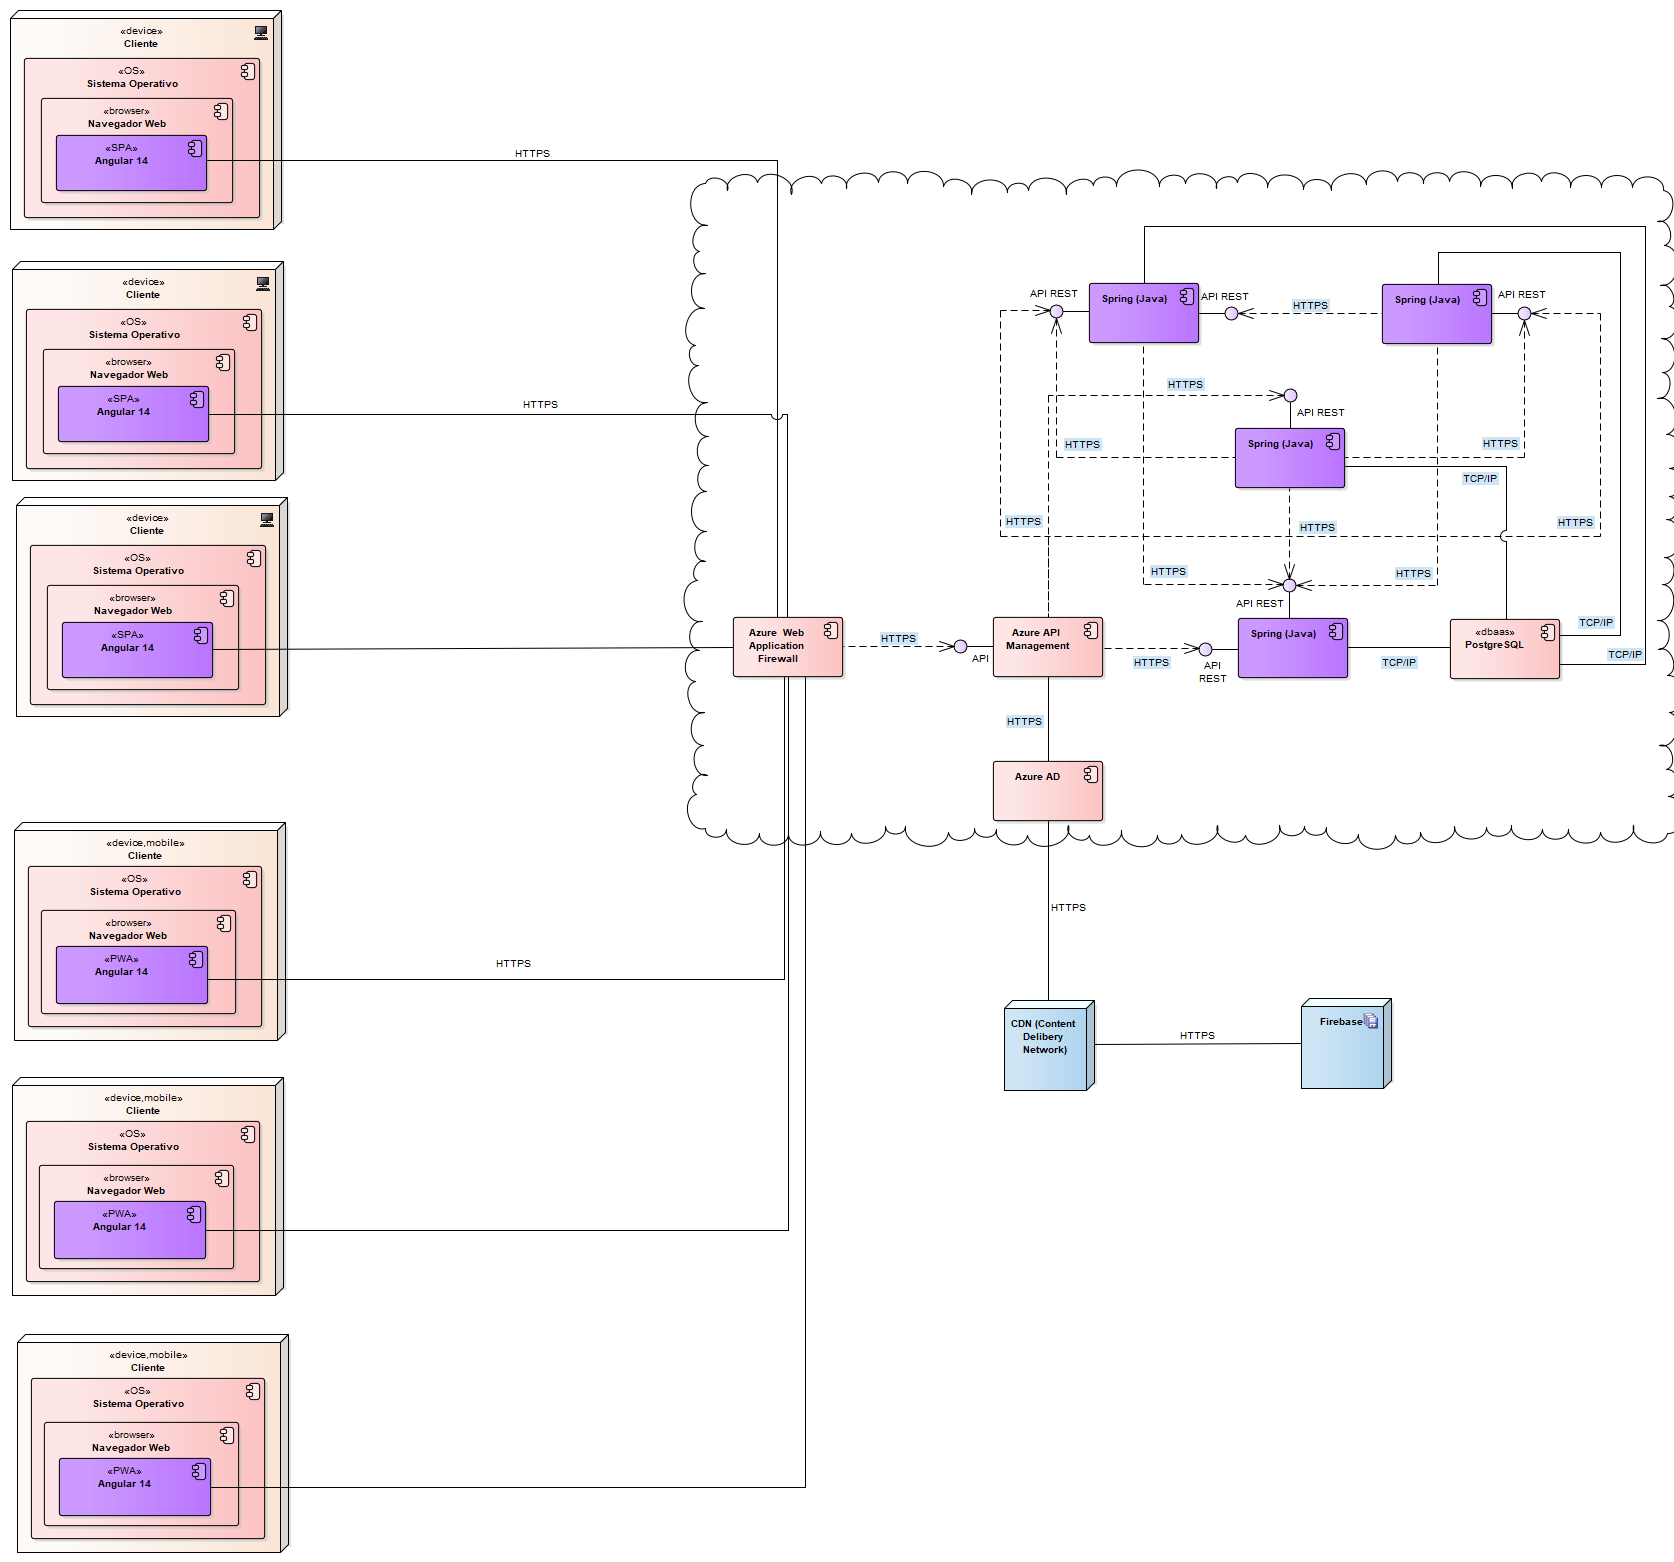 «device»
Cliente
«OS»
Sistema Operativo
«browser»
Navegador Web
«SPA»
Angular 14
HTTPS
«device»
Cliente
«OS»
Sistema Operativo
«browser»
Navegador Web
«SPA»
Angular 14
HTTPS
«device»
Cliente
«OS»
Sistema Operativo
«browser»
Navegador Web
«SPA»
Angular 14
«device,mobile»
Cliente
«OS»
Sistema Operativo
«browser»
Navegador Web
«PWA»
Angular 14
HTTPS
«device,mobile»
Cliente
«OS»
Sistema Operativo
«browser»
Navegador Web
«PWA»
Angular 14
«device,mobile»
Cliente
«OS»
Sistema Operativo
«browser»
Navegador Web
«PWA»
Angular 14
API REST
Spring (Java)
API REST
HTTPS
Spring (Java)
API REST
HTTPS
API REST
HTTPS
Spring (Java)
HTTPS
TCP/IP
HTTPS
HTTPS
HTTPS
HTTPS
HTTPS
API REST
Azure Web
Application
Firewall
HTTPS
API
Azure API
Management
HTTPS
API
REST
Spring (Java)
TCP/IP
«dbaas»
PostgreSQL
TCP/IP
TCP/IP
HTTPS
Azure AD
HTTPS
CDN (Content
Delibery
Network)
HTTPS
Firebase